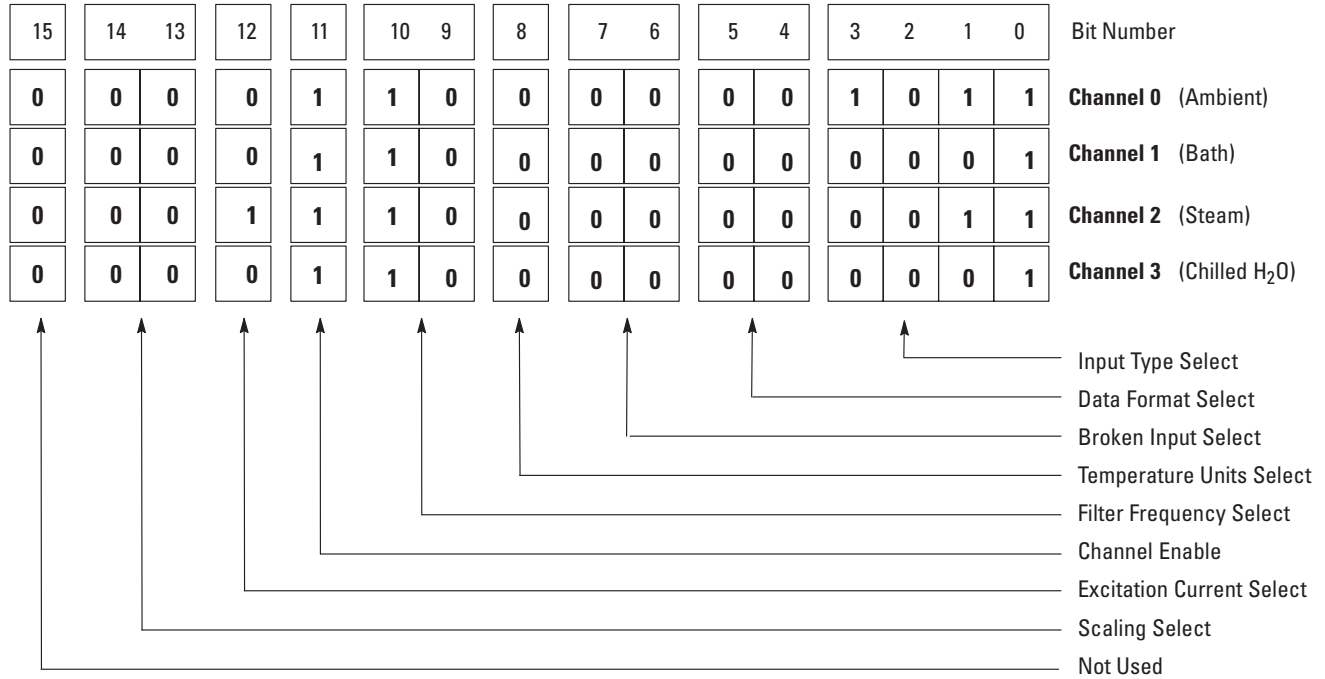 15 14 13 12 11 10 9 8 7 6 5 4 3 2 1 0 Bit Number
0 0 0 0 1 1 0 0 0 0 0 0 1 0 1 1 Channel 0 (Ambient)
0 0 0 0 1 1 0 0 0 0 0 0 0 0 0 1 Channel 1 (Bath)
0 0 0 1 1 1 0 0 0 0 0 0 0 0 1 1 Channel 2 (Steam)
0 0 0 0 1 1 0 0 0 0 0 0 0 0 0 1 Channel 3 (Chilled H₂O)
Input Type Select
Data Format Select
Broken Input Select
Temperature Units Select
Filter Frequency Select
Channel Enable
Excitation Current Select
Scaling Select
Not Used